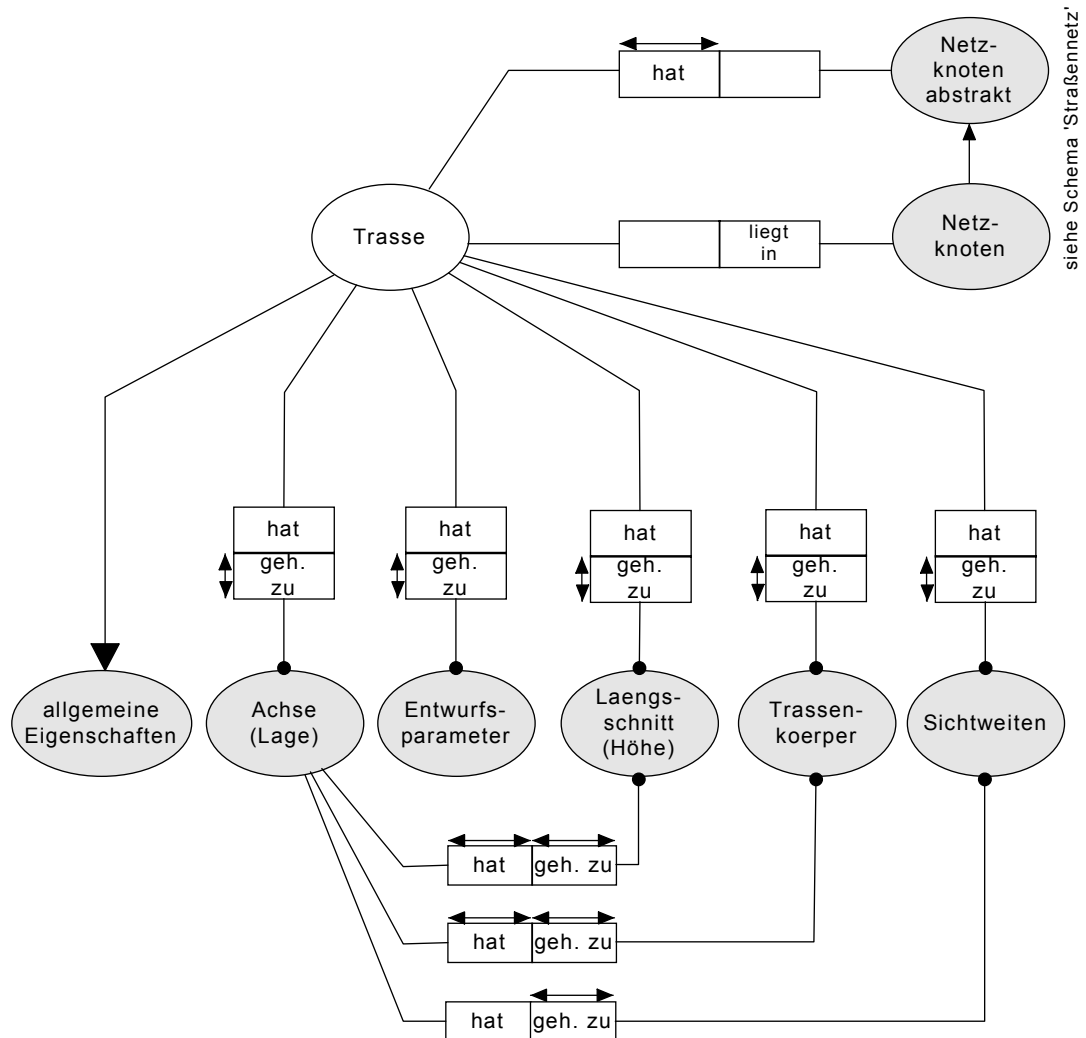 hat
Netz-
knoten
abstrakt
siehe Schema 'Straßennetz'
Trasse
liegt
in
Netz-
knoten
hat
geh.
zu
hat
geh.
zu
hat
geh.
zu
hat
geh.
zu
hat
geh.
zu
allgemeine
Eigenschaften
Achse
(Lage)
Entwurfs-
parameter
Laengs-
schnitt
(Höhe)
Trassen-
koerper
Sichtweiten
hat geh. zu
hat geh. zu
hat geh. zu